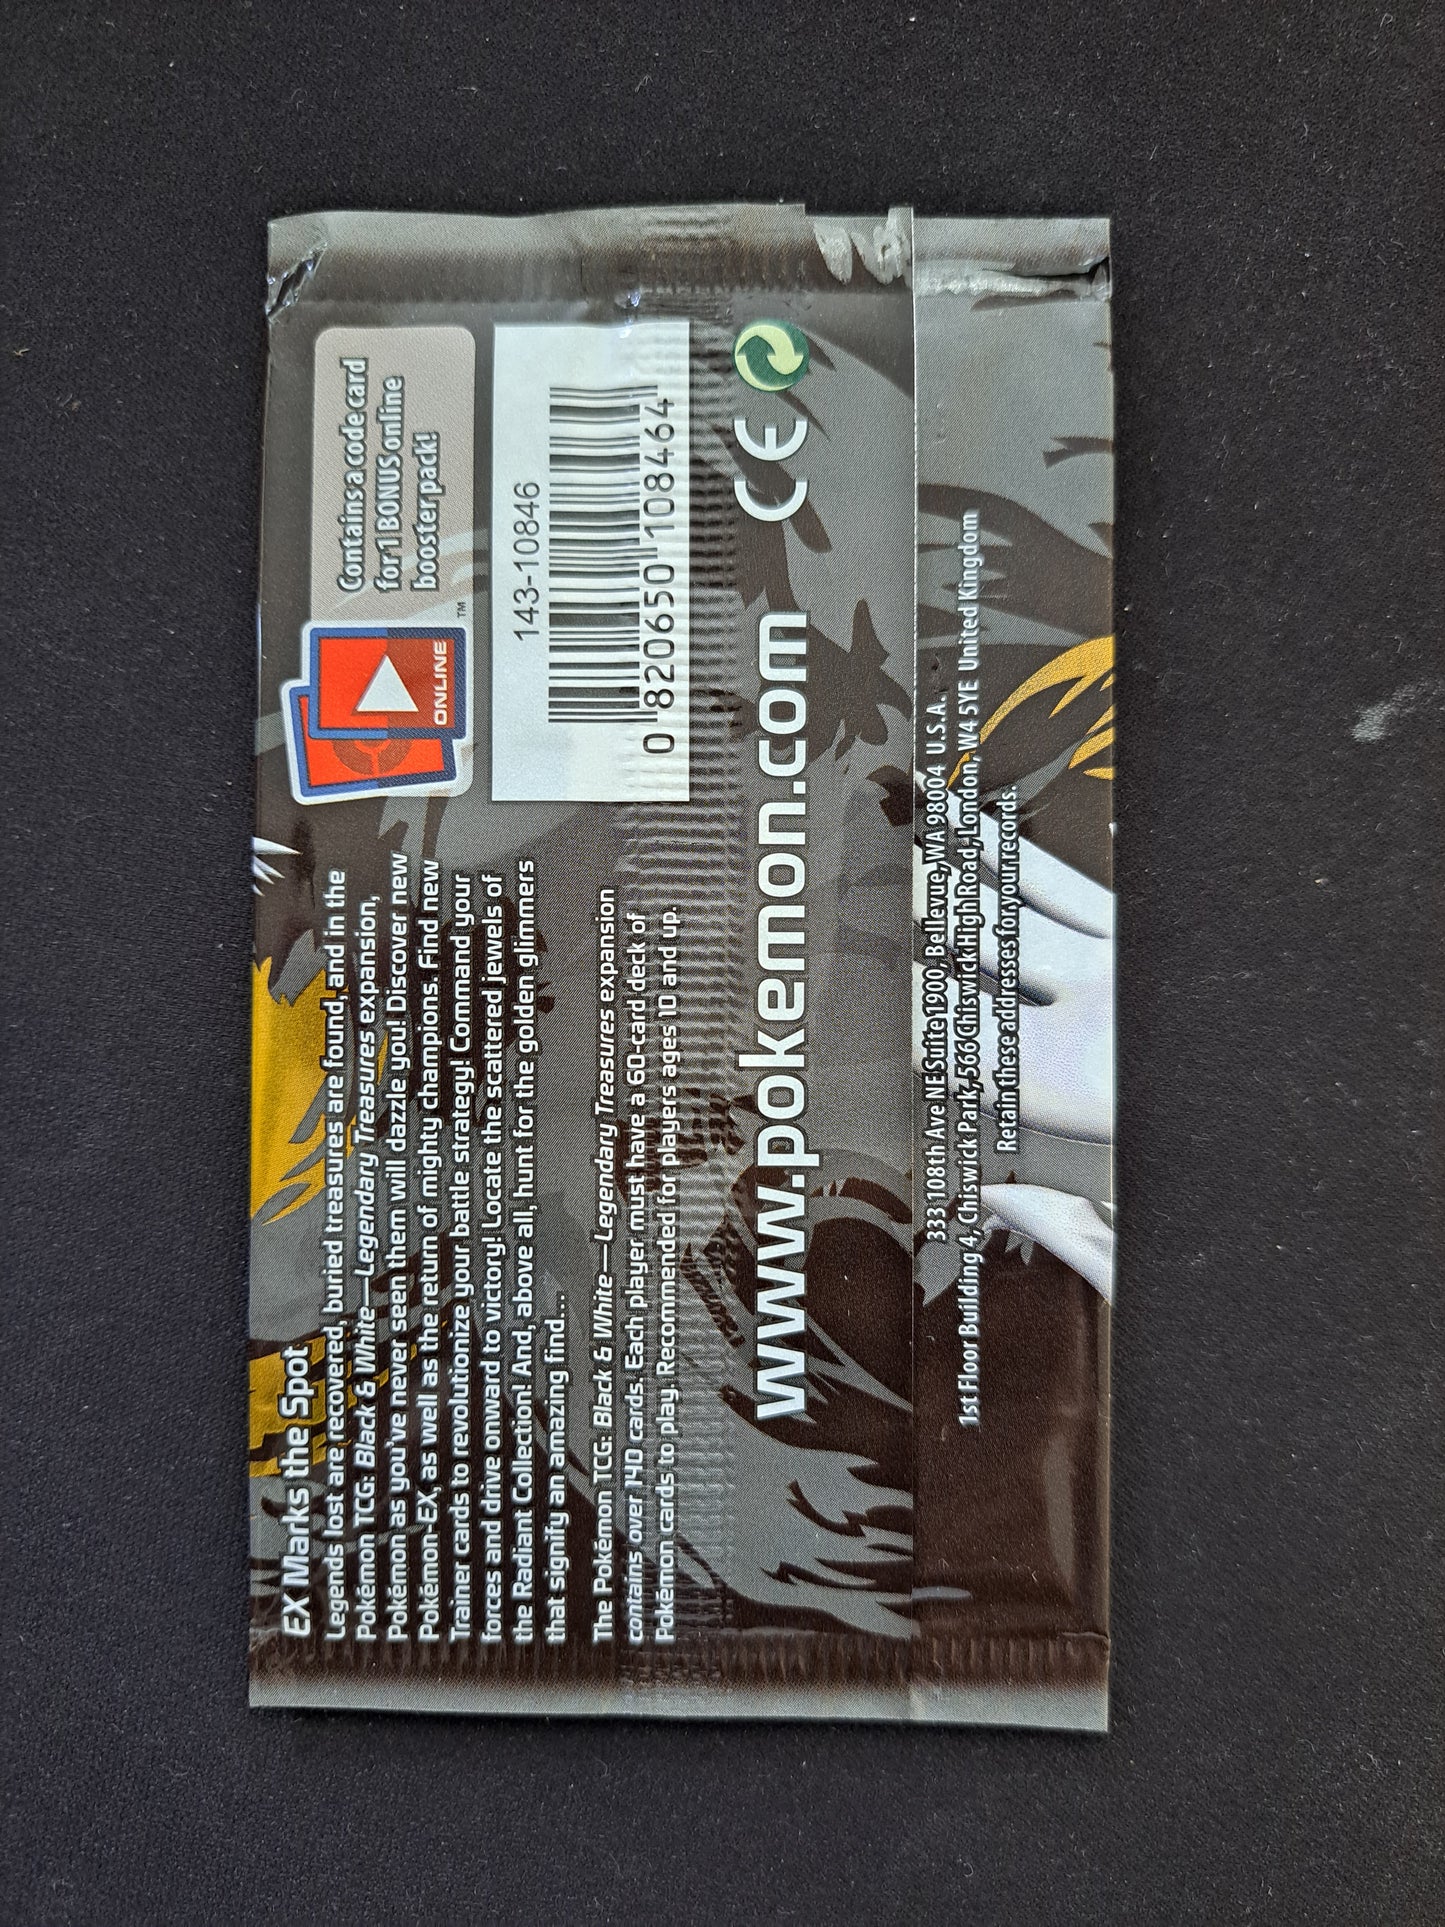 EX Marks the Spot
Legends lost are recovered, buried treasures are found, and in the
Pokémon TCG: Black & White—Legendary Treasures expansion,
Pokémon as you've never seen them will dazzle you! Discover new
Pokémon-EX, as well as the return of mighty champions. Find new
Trainer cards to revolutionize your battle strategy! Command your
forces and drive onward to victory! Locate the scattered jewels of
the Radiant Collection! And, above all, hunt for the golden glimmers
that signify an amazing find...
The Pokémon TCG: Black & White—Legendary Treasures expansion
contains over 140 cards. Each player must have a 60-card deck of
Pokémon cards to play. Recommended for players ages 10 and up.
ONLINE
TM
Contains a code card
for 1 BONUS online
booster pack!
143-10846
0 820650 108464
www.pokemon.com
CE
333 108th Ave NE Suite 1900, Bellevue, WA 98004 U.S.A.
1st Floor Building 4, Chiswick Park, 566 Chiswick High Road, London, W4 5YE United Kingdom
Retain these addresses for your records.